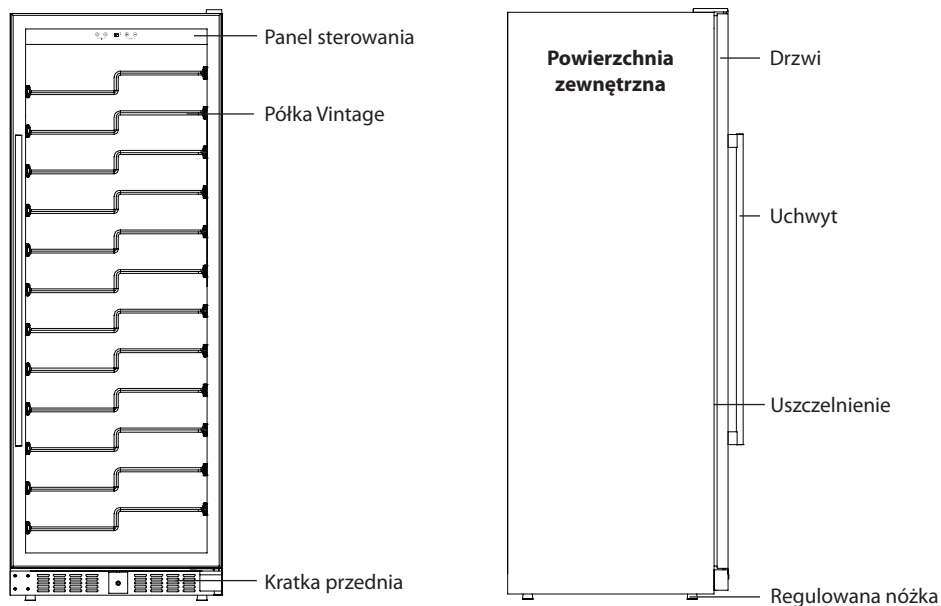 Panel sterowania
Półka Vintage
Kratka przednia
Powierzchnia
zewnętrzna
Drzwi
Uchwyt
Uszczelnienie
Regulowana nóżka